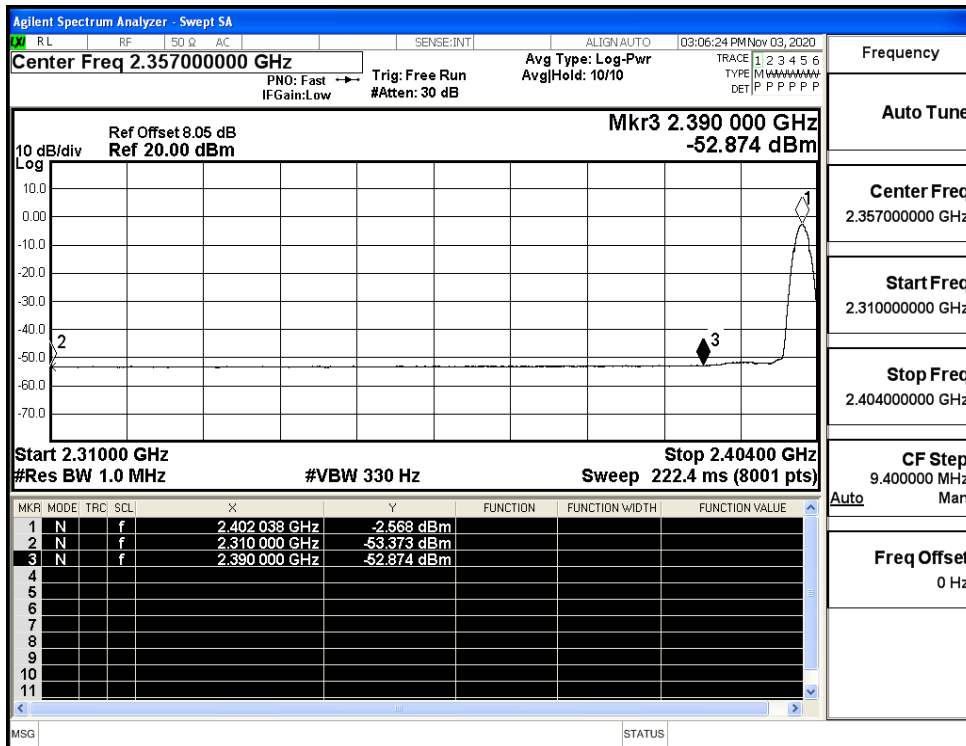 Agilent Spectrum Analyzer - Swept SA
LXI RL RF 50 Ω AC SENSE:INT ALIGNAUTO 03:06:24 PM Nov 03, 2020
Center Freq 2.357000000 GHz
PNO: Fast
IFGain:Low
Trig: Free Run
#Atten: 30 dB
Avg Type: Log-Pwr
Avg|Hold: 10/10
TRACE 1 2 3 4 5 6
TYPE M W W W W W
DET P P P P P P
Mkr3 2.390 000 GHz
-52.874 dBm
Ref Offset 8.05 dB
10 dB/div Ref 20.00 dBm
Log
10.0
0.00
-10.0
-20.0
-30.0
-40.0
-50.0
-60.0
-70.0
1
2
3
Start 2.31000 GHz Stop 2.40400 GHz
#Res BW 1.0 MHz #VBW 330 Hz Sweep 222.4 ms (8001 pts)
MKR MODE TRC SCL X Y FUNCTION FUNCTION WIDTH FUNCTION VALUE
1 N f 2.402 038 GHz -2.568 dBm
2 N f 2.310 000 GHz -53.373 dBm
3 N f 2.390 000 GHz -52.874 dBm
4
5
6
7
8
9
10
11
MSG STATUS
Frequency
Auto Tune
Center Freq
2.357000000 GHz
Start Freq
2.310000000 GHz
Stop Freq
2.404000000 GHz
CF Step
9.400000 MHz
Auto Man
Freq Offset
0 Hz